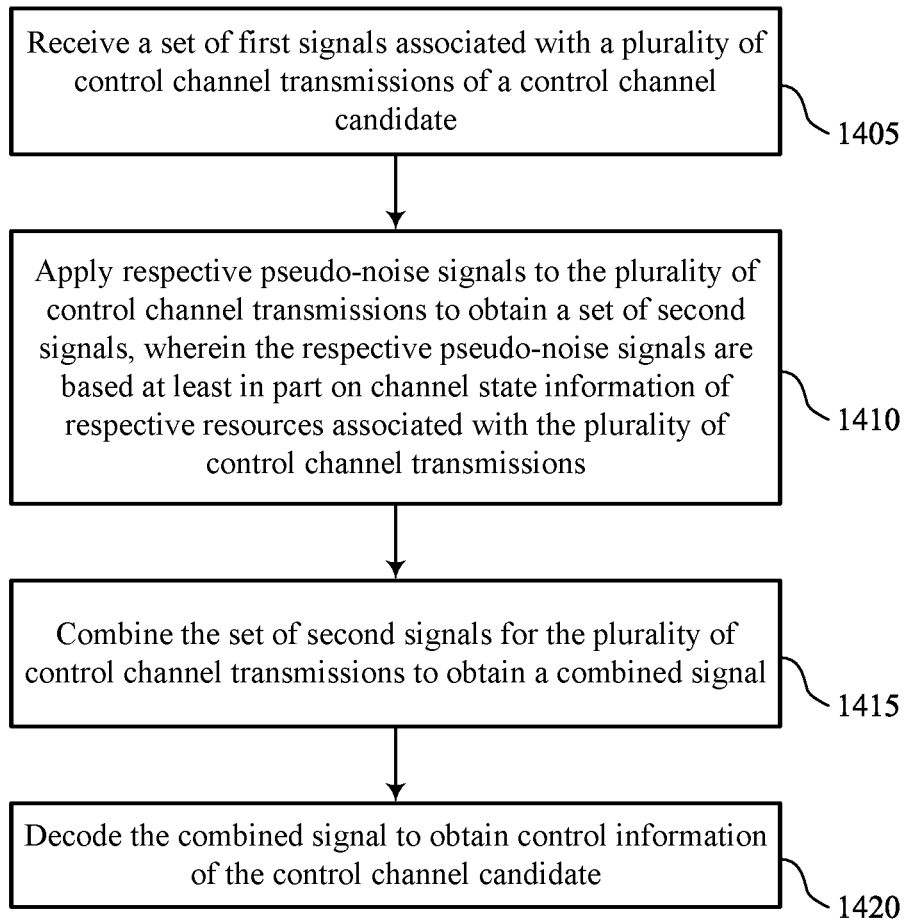 Receive a set of first signals associated with a plurality of
control channel transmissions of a control channel
candidate
1405
Apply respective pseudo-noise signals to the plurality of
control channel transmissions to obtain a set of second
signals, wherein the respective pseudo-noise signals are
based at least in part on channel state information of
respective resources associated with the plurality of
control channel transmissions
1410
Combine the set of second signals for the plurality of
control channel transmissions to obtain a combined signal
1415
Decode the combined signal to obtain control information
of the control channel candidate
1420